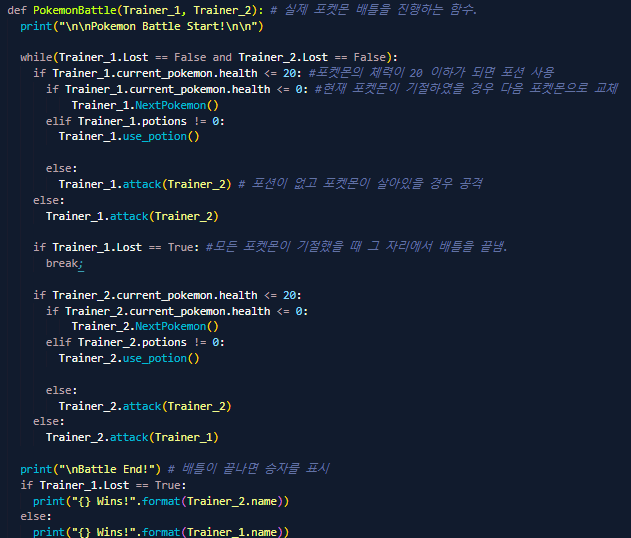 def PokemonBattle(Trainer_1, Trainer_2): # 실제 포켓몬 배틀을 진행하는 함수.
print("\n\nPokemon Battle Start!\n\n")
while(Trainer_1.Lost == False and Trainer_2.Lost == False):
if Trainer_1.current_pokemon.health <= 20: #포켓몬의 체력이 20 이하가 되면 포션 사용
if Trainer_1.current_pokemon.health <= 0: #현재 포켓몬이 기절하였을 경우 다음 포켓몬으로 교체
Trainer_1.NextPokemon()
elif Trainer_1.potions != 0:
Trainer_1.use_potion()
else:
Trainer_1.attack(Trainer_2) # 포션이 없고 포켓몬이 살아있을 경우 공격
else:
Trainer_1.attack(Trainer_2)
if Trainer_1.Lost == True: #모든 포켓몬이 기절했을 때 그 자리에서 배틀을 끝냄.
break;
if Trainer_2.current_pokemon.health <= 20:
if Trainer_2.current_pokemon.health <= 0:
Trainer_2.NextPokemon()
elif Trainer_2.potions != 0:
Trainer_2.use_potion()
else:
Trainer_2.attack(Trainer_2)
else:
Trainer_2.attack(Trainer_1)
print("\nBattle End!") # 배틀이 끝나면 승자를 표시
if Trainer_1.Lost == True:
print("{} Wins!".format(Trainer_2.name))
else:
print("{} Wins!".format(Trainer_1.name))